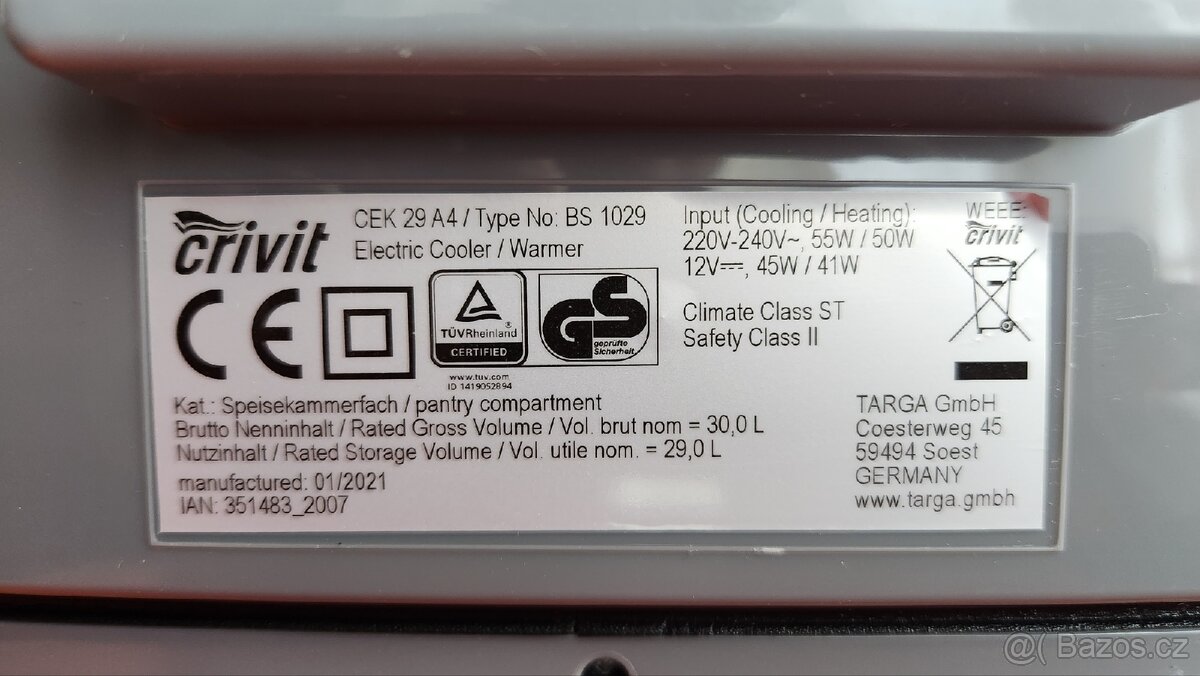 crivit
CEK 29 A4 / Type No: BS 1029
Electric Cooler / Warmer
Input (Cooling / Heating):
220V-240V~, 55W / 50W
12V⎓, 45W / 41W
Climate Class ST
Safety Class II
WEEE:
crivit
CE
TÜVRheinland
®
CERTIFIED
www.tuv.com
ID 1419052894
GS
geprüfte
Sicherheit
Kat.: Speisekammerfach / pantry compartment
Brutto Nenninhalt / Rated Gross Volume / Vol. brut nom = 30,0 L
Nutzinhalt / Rated Storage Volume / Vol. utile nom. = 29,0 L
manufactured: 01/2021
IAN: 351483_2007
TARGA GmbH
Coesterweg 45
59494 Soest
GERMANY
www.targa.gmbh
@( Bazos.cz